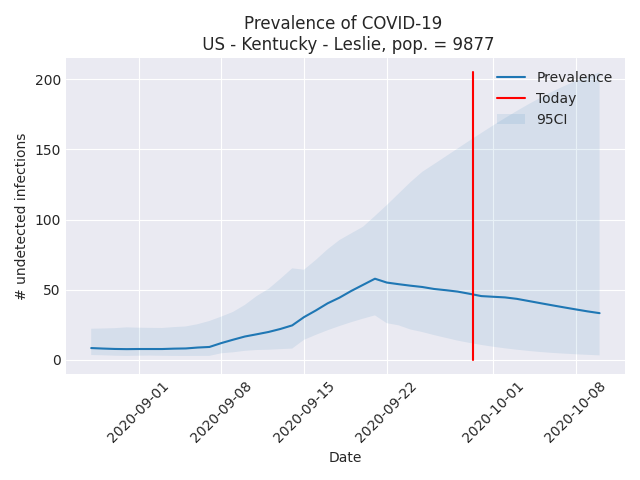 Prevalence of COVID-19
US - Kentucky - Leslie, pop. = 9877
Prevalence
Today
95CI
# undetected infections
200
150
100
50
0
2020-09-01
2020-09-08
2020-09-15
2020-09-22
2020-10-01
2020-10-08
Date